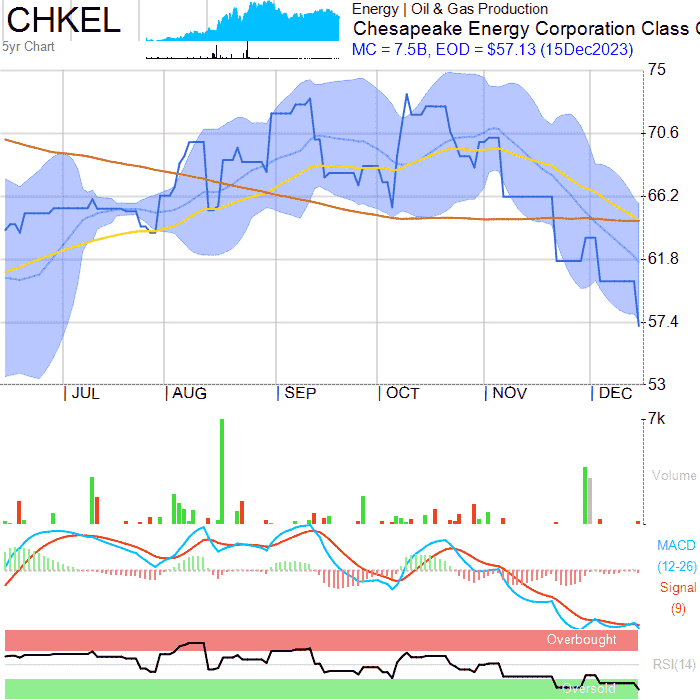 CHKEL
5yr Chart
Energy | Oil & Gas Production
Chesapeake Energy Corporation Class
MC = 7.5B, EOD = $57.13 (15Dec2023)
75
70.6
66.2
61.8
57.4
53
JUL AUG SEP OCT NOV DEC
7k
Volume
MACD
(12-26)
Signal
(9)
Overbought
RSI(14)
Oversold